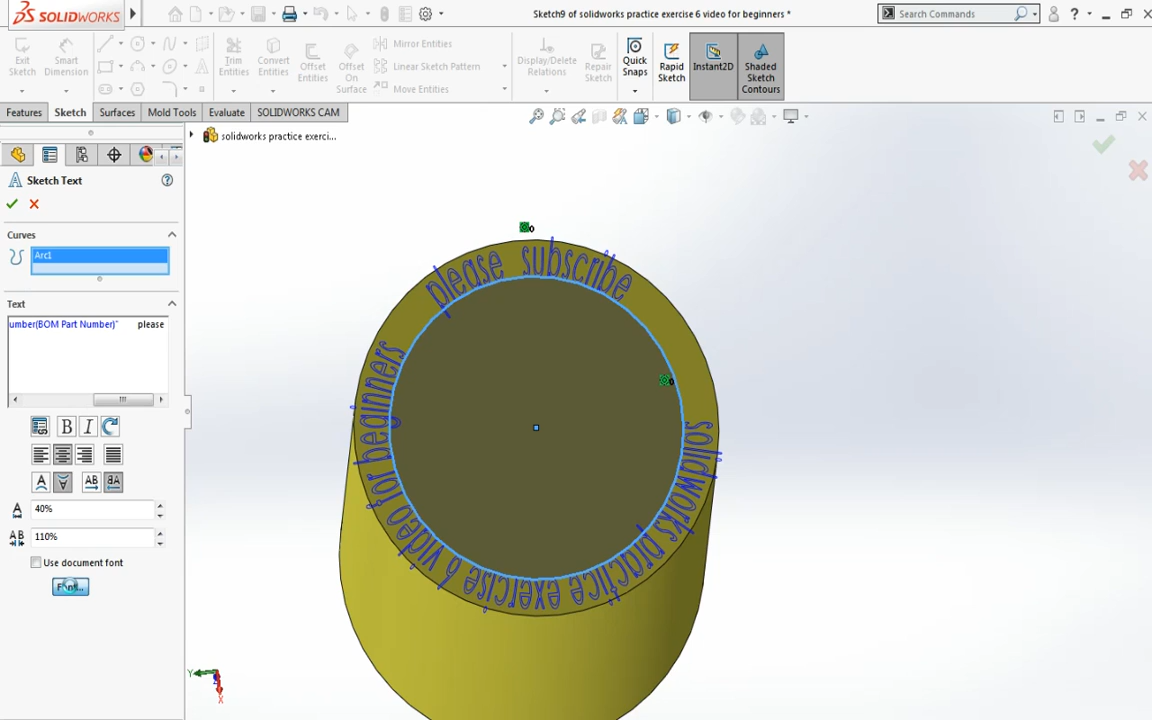 SOLIDWORKS
Sketch9 of solidworks practice exercise 6 video for beginners *
Search Commands
Exit Sketch
Smart Dimension
Trim Entities
Convert Entities
Offset Entities
Offset On Surface
Mirror Entities
Linear Sketch Pattern
Move Entities
Display/Delete Relations
Repair Sketch
Quick Snaps
Rapid Sketch
Instant2D
Shaded Sketch Contours
Features
Sketch
Surfaces
Mold Tools
Evaluate
SOLIDWORKS CAM
solidworks practice exerci...
Sketch Text
Curves
Arc1
Text
umber(BOM Part Number)" please
B I
AB
40%
AB
110%
Use document font
Font...
please subscribe
solidworks practice exercise 6 video for beginners
Y
X